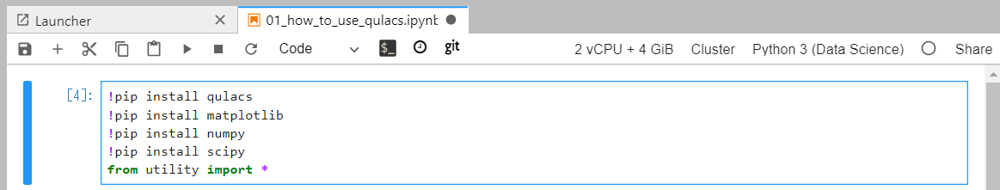 Launcher
01_how_to_use_qulacs.ipynb
Code
$_
git
2 vCPU + 4 GiB
Cluster
Python 3 (Data Science)
Share
[4]:
!pip install qulacs
!pip install matplotlib
!pip install numpy
!pip install scipy
from utility import *